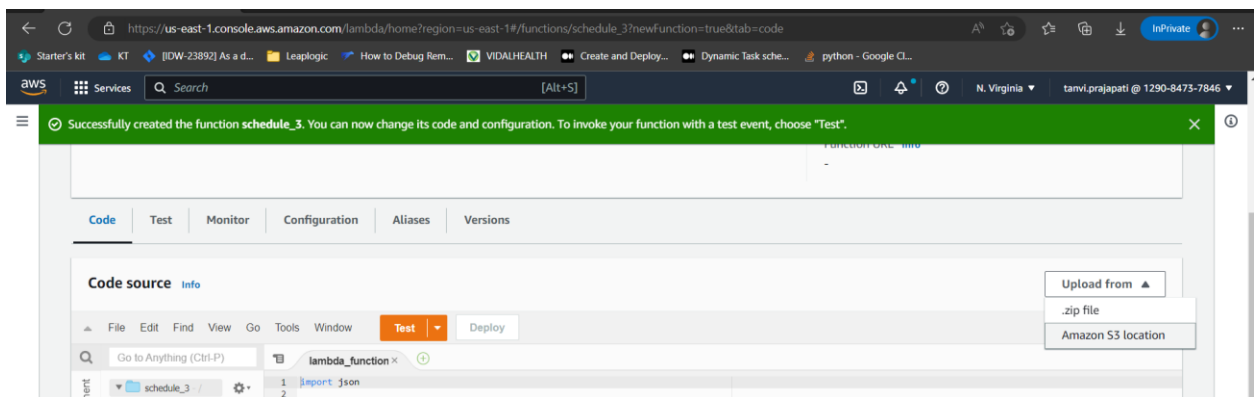 https://us-east-1.console.aws.amazon.com/lambda/home?region=us-east-1#/functions/schedule_3?newFunction=true&tab=code
InPrivate
Starter's kit KT [IDW-23892] As a d... Leaplogic How to Debug Rem... VIDALHEALTH Create and Deploy... Dynamic Task sche... python - Google Cl...
aws Services Search [Alt+S] N. Virginia ▼ tanvi.prajapati @ 1290-8473-7846 ▼
Successfully created the function schedule_3. You can now change its code and configuration. To invoke your function with a test event, choose "Test".
Function URL Info
-
Code Test Monitor Configuration Aliases Versions
Code source Info Upload from ▲
.zip file
File Edit Find View Go Tools Window Test Deploy
Amazon S3 location
Go to Anything (Ctrl-P) lambda_function ×
schedule_3 / 1 import json
2